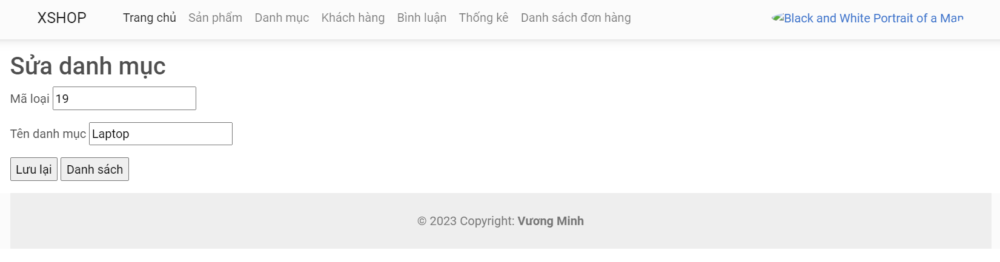 XSHOP Trang chủ Sản phẩm Danh mục Khách hàng Bình luận Thống kê Danh sách đơn hàng Black and White Portrait of a Man
Sửa danh mục
Mã loại 19
Tên danh mục Laptop
Lưu lại Danh sách
© 2023 Copyright: Vương Minh